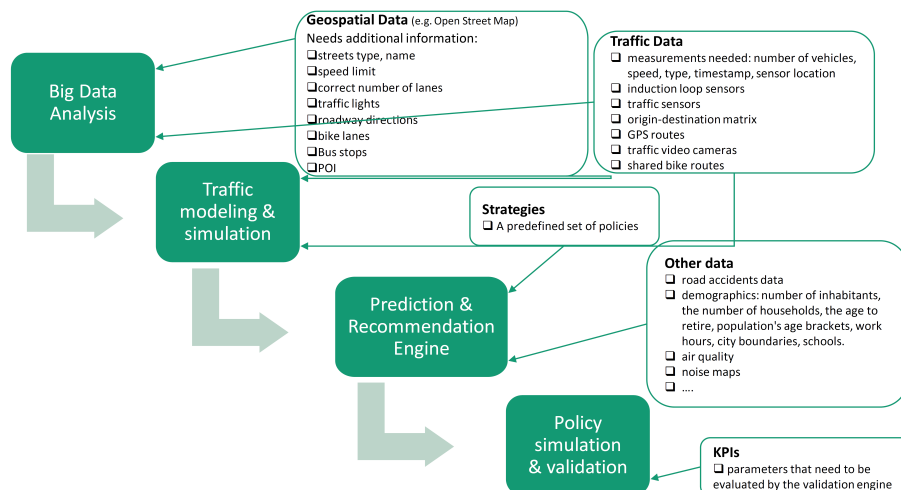 Geospatial Data (e.g. Open Street Map)
Needs additional information:
❑streets type, name
❑speed limit
❑correct number of lanes
❑traffic lights
❑roadway directions
❑bike lanes
❑Bus stops
❑POI
Traffic Data
❑ measurements needed: number of vehicles,
speed, type, timestamp, sensor location
❑ induction loop sensors
❑ traffic sensors
❑ origin-destination matrix
❑ GPS routes
❑ traffic video cameras
❑ shared bike routes
Big Data
Analysis
Traffic
modeling &
simulation
Strategies
❑ A predefined set of policies
Other data
❑ road accidents data
❑ demographics: number of inhabitants,
the number of households, the age to
retire, population's age brackets, work
hours, city boundaries, schools.
❑ air quality
❑ noise maps
❑ ....
Prediction &
Recommendation
Engine
Policy
simulation
& validation
KPIs
❑ parameters that need to be
evaluated by the validation engine